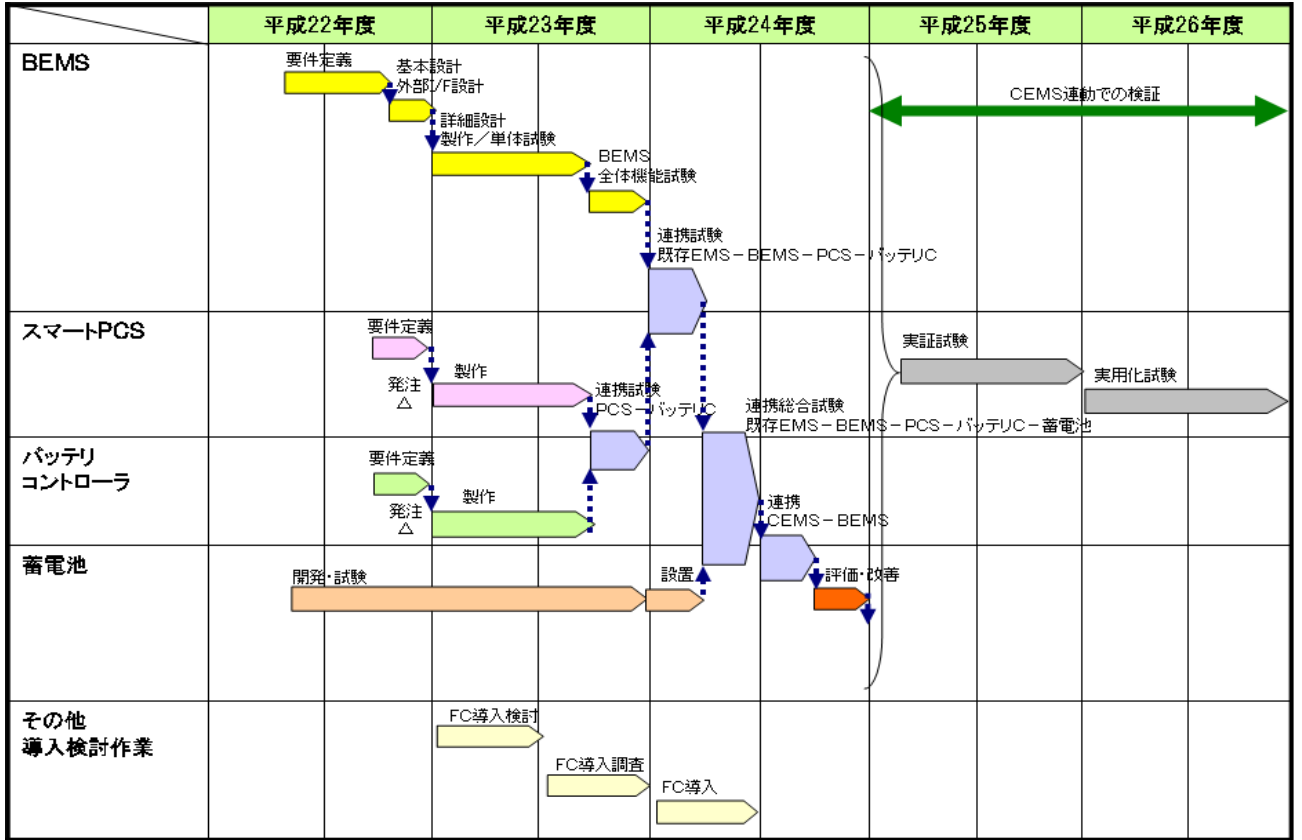 平成22年度
平成23年度
平成24年度
平成25年度
平成26年度
BEMS
要件定義
基本設計
外部I/F設計
詳細設計
製作／単体試験
BEMS
全体機能試験
連携試験
既存EMS－BEMS－PCS－バッテリC
CEMS連動での検証
スマートPCS
要件定義
発注
△
製作
連携試験
PCS－バッテリC
連携総合試験
既存EMS－BEMS－PCS－バッテリC－蓄電池
実証試験
実用化試験
バッテリ
コントローラ
要件定義
発注
△
製作
連携
CEMS－BEMS
蓄電池
開発・試験
設置
評価・改善
その他
導入検討作業
FC導入検討
FC導入調査
FC導入